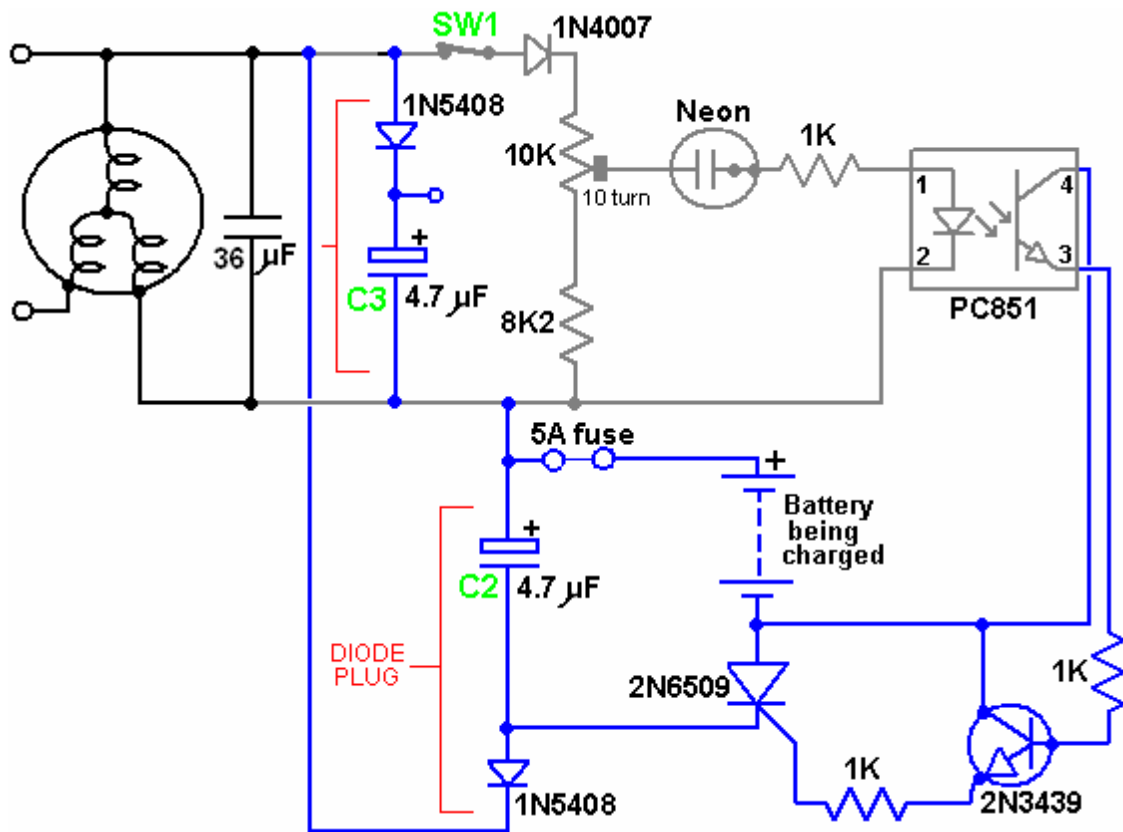 SW1
1N4007
1N5408
Neon
1K
10K
10 turn
1
4
36 µF
+
2
3
C3
4.7 µF
8K2
PC851
5A fuse
+
+
Battery
being
charged
C2
4.7 µF
DIODE
PLUG
2N6509
1K
1K
1N5408
2N3439